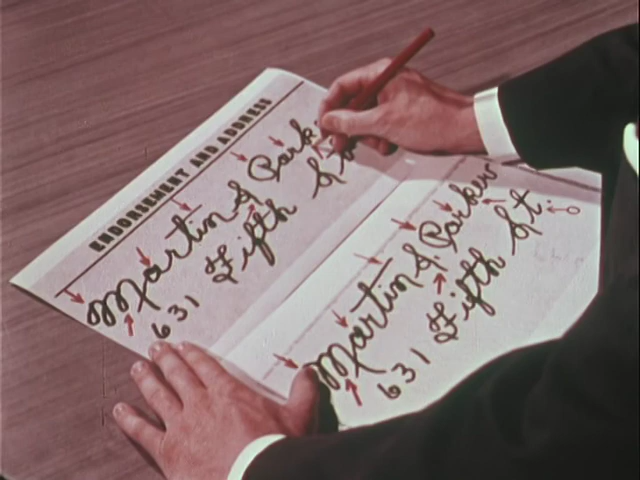 ENDORSEMENT AND ADDRESS
Martin S. Park
631 Fifth St
Martin S. Parker
631 Fifth St.